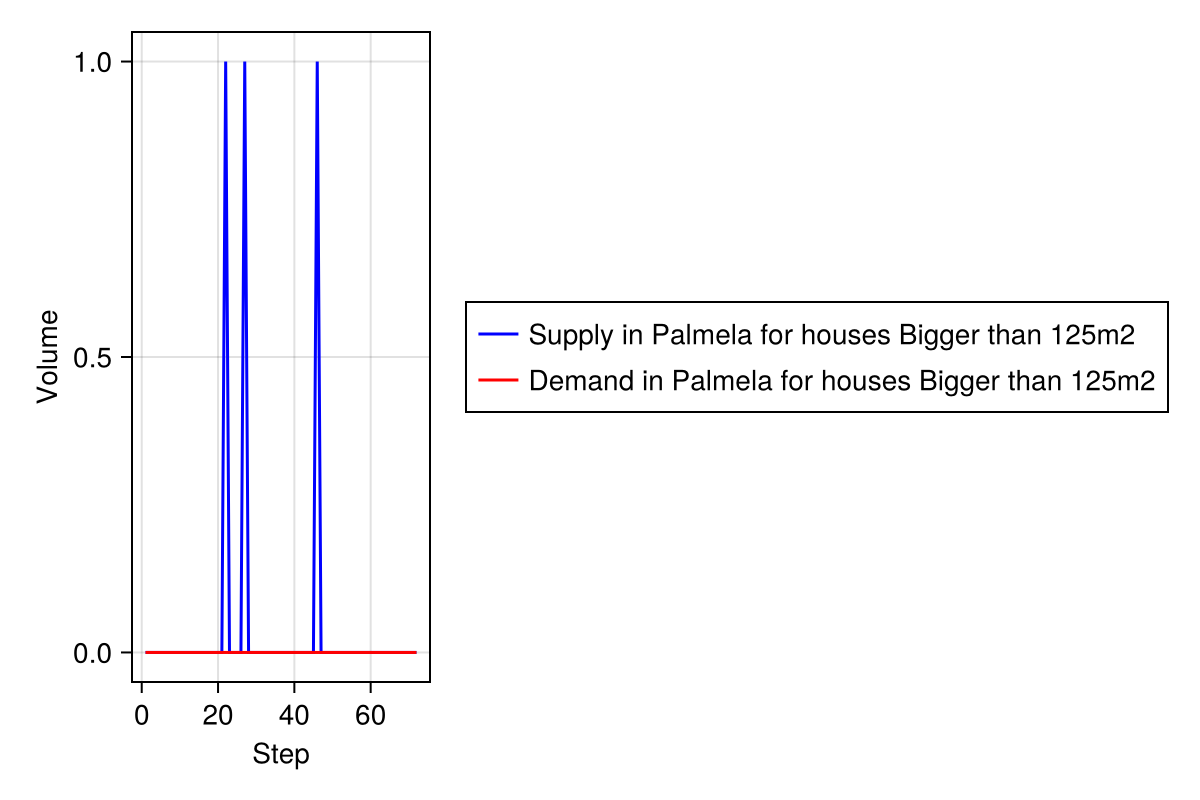 1.0
0.5
0.0
Volume
0 20 40 60
Step
Supply in Palmela for houses Bigger than 125m2
Demand in Palmela for houses Bigger than 125m2